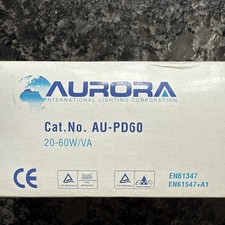 AURORA
INTERNATIONAL LIGHTING CORPORATION
Cat.No. AU-PD60
20-60W/VA
CE
EN61347
EN61547+A1